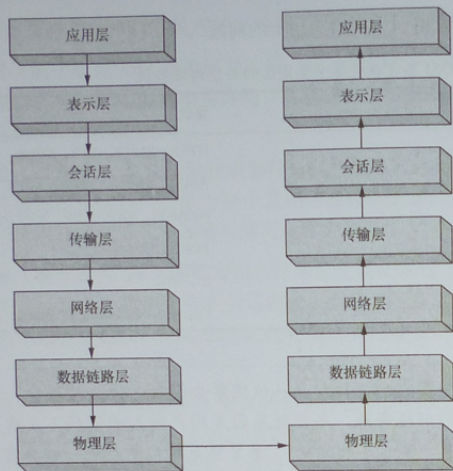 应用层
表示层
会话层
传输层
网络层
数据链路层
物理层
应用层
表示层
会话层
传输层
网络层
数据链路层
物理层